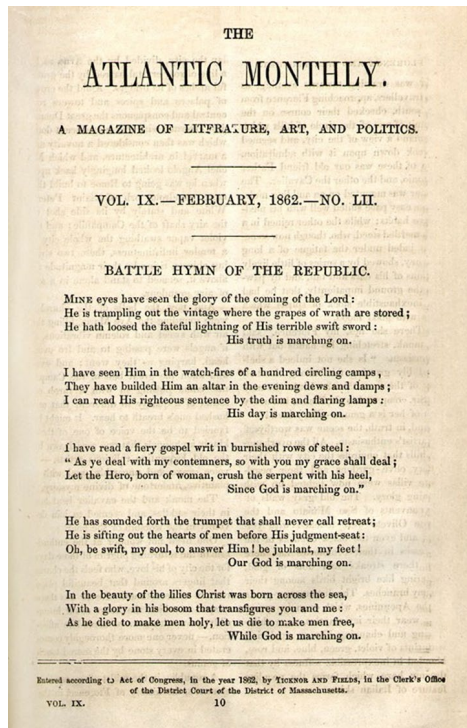 THE
ATLANTIC MONTHLY.
A MAGAZINE OF LITERATURE, ART, AND POLITICS.
VOL. IX.—FEBRUARY, 1862.—NO. LII.
BATTLE HYMN OF THE REPUBLIC.
MINE eyes have seen the glory of the coming of the Lord:
He is trampling out the vintage where the grapes of wrath are stored;
He hath loosed the fateful lightning of His terrible swift sword:
His truth is marching on.
I have seen Him in the watch-fires of a hundred circling camps,
They have builded Him an altar in the evening dews and damps;
I can read His righteous sentence by the dim and flaring lamps:
His day is marching on.
I have read a fiery gospel writ in burnished rows of steel:
"As ye deal with my contemners, so with you my grace shall deal;
Let the Hero, born of woman, crush the serpent with his heel,
Since God is marching on."
He has sounded forth the trumpet that shall never call retreat;
He is sifting out the hearts of men before His judgment-seat:
Oh, be swift, my soul, to answer Him! be jubilant, my feet!
Our God is marching on.
In the beauty of the lilies Christ was born across the sea,
With a glory in his bosom that transfigures you and me:
As he died to make men holy, let us die to make men free,
While God is marching on.
Entered according to Act of Congress, in the year 1862, by TICKNOR AND FIELDS, in the Clerk's Office
of the District Court of the District of Massachusetts.
VOL. IX. 10